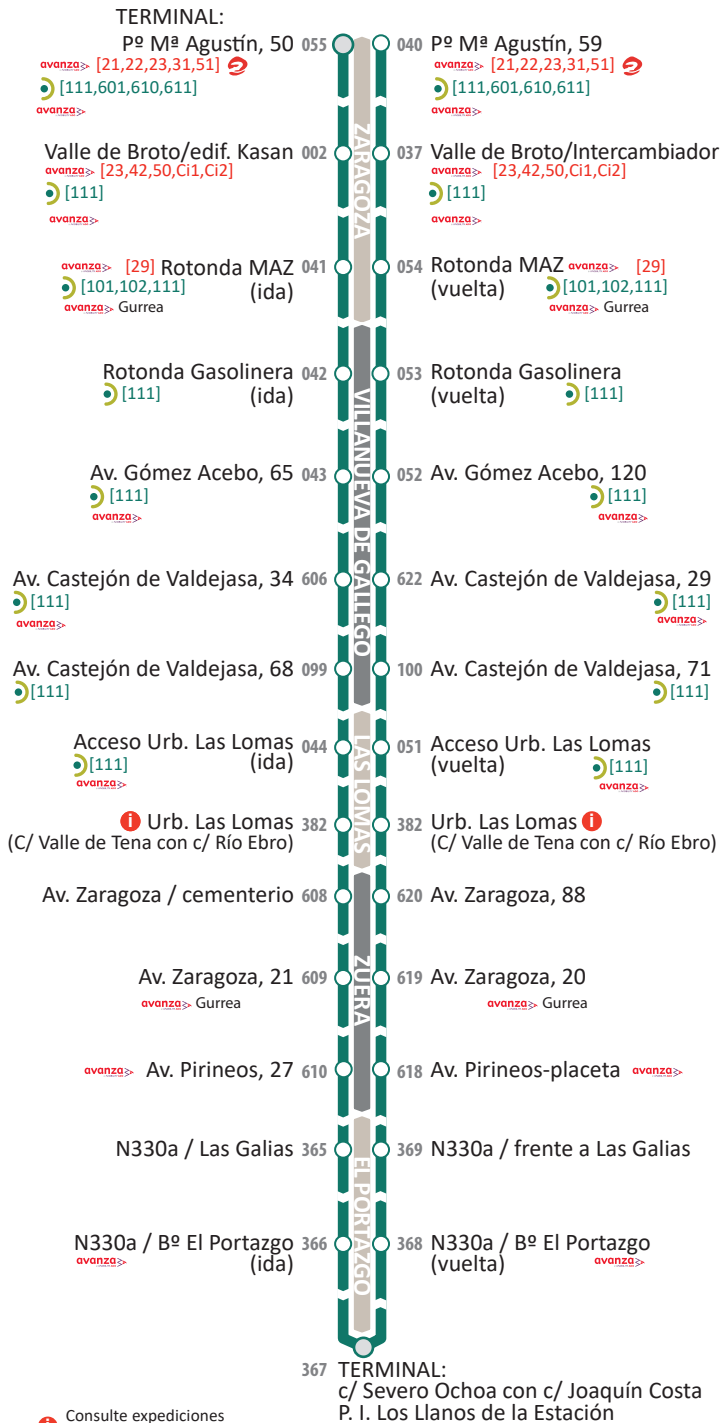 TERMINAL:
Pº Mª Agustín, 50 055
avanza [21,22,23,31,51]
[111,601,610,611]
avanza
Valle de Broto/edif. Kasan 002
avanza [23,42,50,Ci1,Ci2]
[111]
avanza
avanza [29] Rotonda MAZ 041
[101,102,111] (ida)
avanza Gurrea
Rotonda Gasolinera 042
[111] (ida)
Av. Gómez Acebo, 65 043
[111]
avanza
Av. Castejón de Valdejasa, 34 606
[111]
avanza
Av. Castejón de Valdejasa, 68 099
[111]
Acceso Urb. Las Lomas 044
[111] (ida)
avanza
i Urb. Las Lomas 382
(C/ Valle de Tena con c/ Río Ebro)
Av. Zaragoza / cementerio 608
Av. Zaragoza, 21 609
avanza Gurrea
avanza Av. Pirineos, 27 610
N330a / Las Galias 365
N330a / Bº El Portazgo 366
avanza (ida)
ZARAGOZA
VILLANUEVA DE GALLEGO
LAS LOMAS
ZUERA
EL PORTAZGO
040 Pº Mª Agustín, 59
avanza [21,22,23,31,51]
[111,601,610,611]
avanza
037 Valle de Broto/Intercambiador
avanza [23,42,50,Ci1,Ci2]
[111]
avanza
054 Rotonda MAZ avanza [29]
(vuelta) [101,102,111]
avanza Gurrea
053 Rotonda Gasolinera
(vuelta) [111]
052 Av. Gómez Acebo, 120
[111]
avanza
622 Av. Castejón de Valdejasa, 29
[111]
avanza
100 Av. Castejón de Valdejasa, 71
[111]
051 Acceso Urb. Las Lomas
(vuelta) [111]
avanza
382 Urb. Las Lomas i
(C/ Valle de Tena con c/ Río Ebro)
620 Av. Zaragoza, 88
619 Av. Zaragoza, 20
avanza Gurrea
618 Av. Pirineos-placeta avanza
369 N330a / frente a Las Galias
368 N330a / Bº El Portazgo
(vuelta) avanza
367 TERMINAL:
c/ Severo Ochoa con c/ Joaquín Costa
P. I. Los Llanos de la Estación
i Consulte expediciones